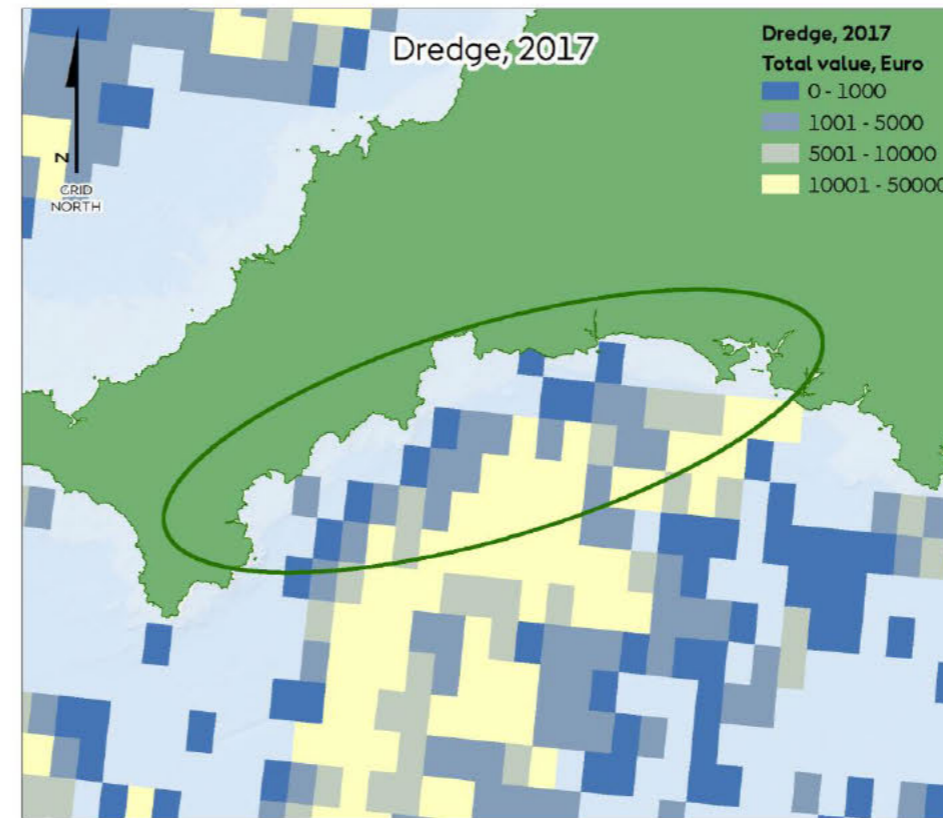 Dredge, 2017
Dredge, 2017
Total value, Euro
0 - 1000
1001 - 5000
5001 - 10000
10001 - 50000
N
GRID
NORTH